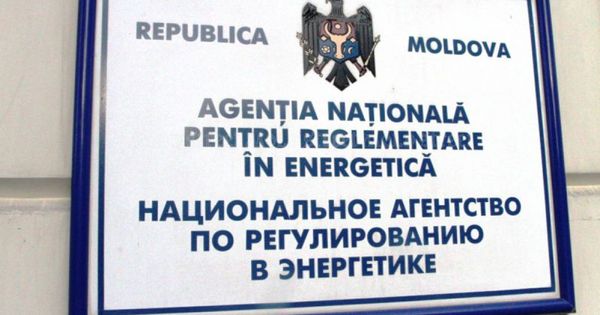 REPUBLICA MOLDOVA
AGENȚIA NAȚIONALĂ
PENTRU REGLEMENTARE
ÎN ENERGETICĂ
НАЦИОНАЛЬНОЕ АГЕНТСТВО
ПО РЕГУЛИРОВАНИЮ
В ЭНЕРГЕТИКЕ